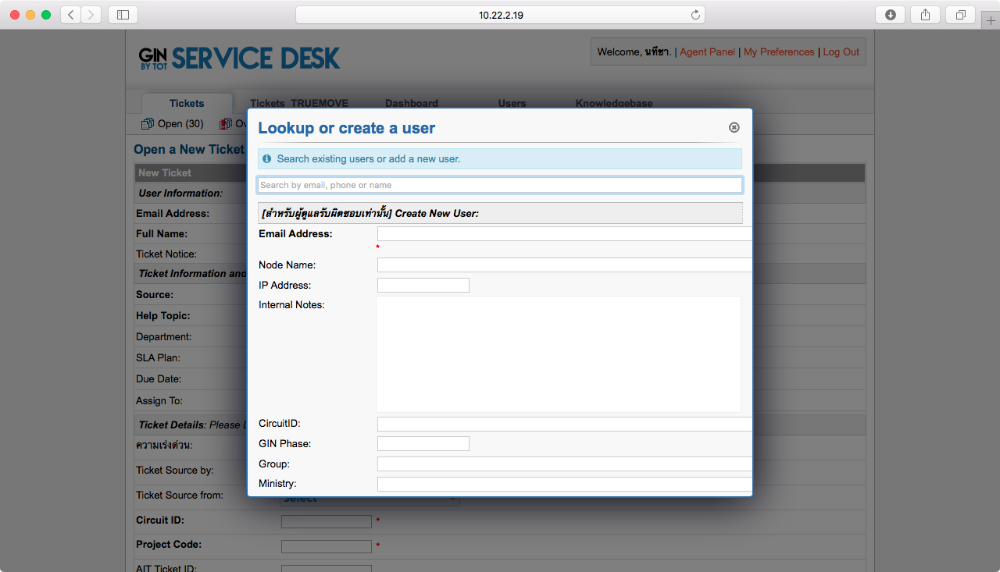 10.22.2.19
GIN
BY TOT
SERVICE DESK
Welcome, นทีชา. | Agent Panel | My Preferences | Log Out
Tickets
Tickets TRUEMOVE
Dashboard
Users
Knowledgebase
Open (30)
Open a New Ticket
New Ticket
User Information:
Email Address:
Full Name:
Ticket Notice:
Ticket Information and
Source:
Help Topic:
Department:
SLA Plan:
Due Date:
Assign To:
Ticket Details: Please
ความเร่งด่วน:
Ticket Source by:
Ticket Source from:
Select
Circuit ID:
*
Project Code:
*
AIT Ticket ID:
Lookup or create a user
Search existing users or add a new user.
Search by email, phone or name
[สำหรับผู้ดูแลรับผิดชอบเท่านั้น] Create New User:
Email Address:
*
Node Name:
IP Address:
Internal Notes:
CircuitID:
GIN Phase:
Group:
Ministry: